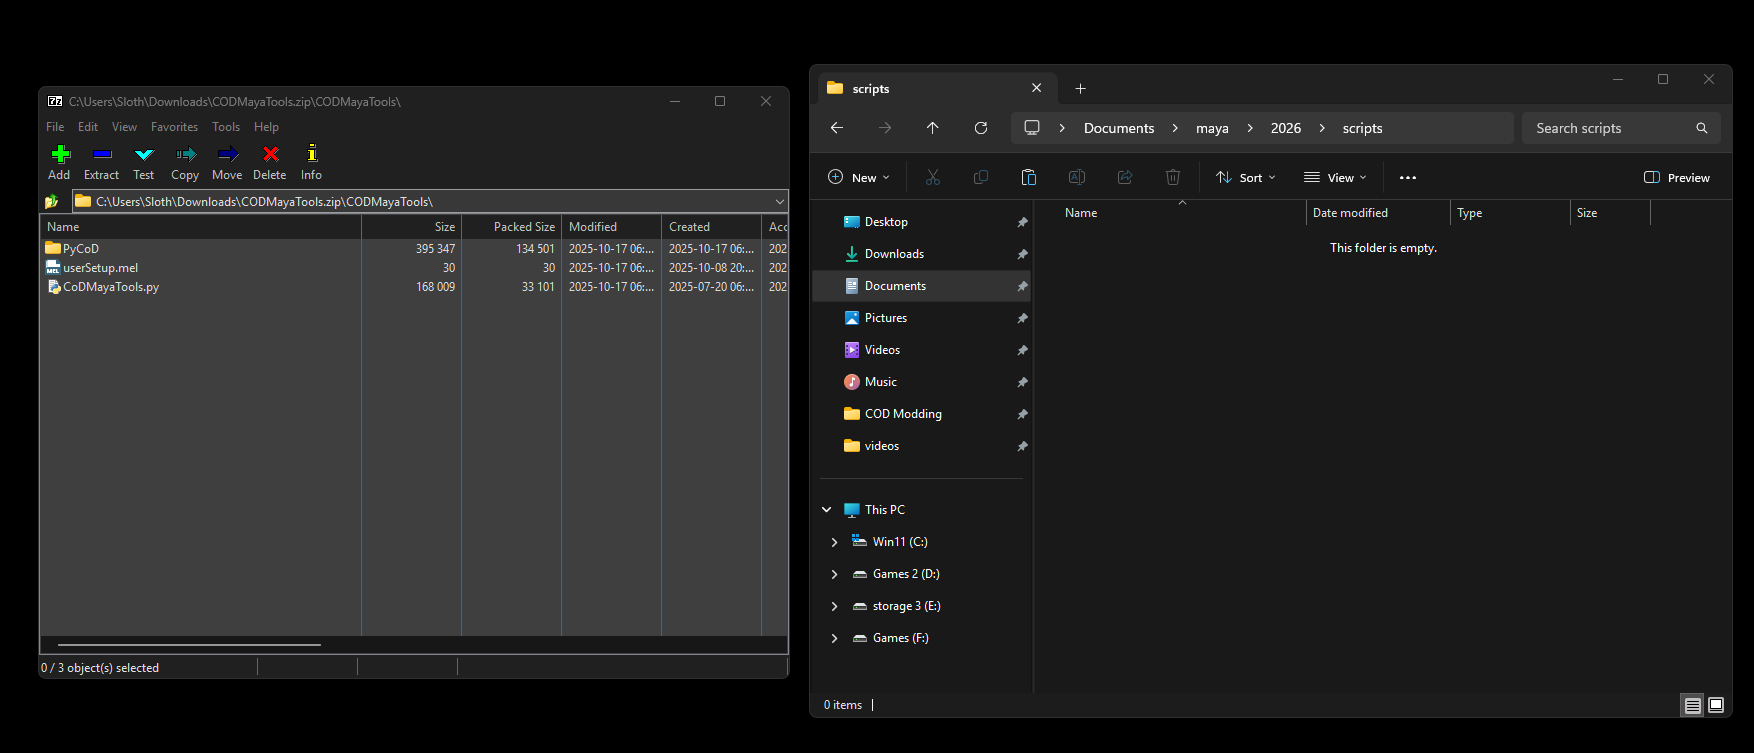 C:\Users\Sloth\Downloads\CODMayaTools.zip\CODMayaTools\
File Edit View Favorites Tools Help
Add Extract Test Copy Move Delete Info
C:\Users\Sloth\Downloads\CODMayaTools.zip\CODMayaTools\
Name Size Packed Size Modified Created Acc
PyCoD 395 347 134 501 2025-10-17 06:... 2025-10-17 06:... 202
userSetup.mel 30 30 2025-10-17 06:... 2025-10-08 20:... 202
CoDMayaTools.py 168 009 33 101 2025-10-17 06:... 2025-07-20 06:... 202
0 / 3 object(s) selected
scripts
Documents maya 2026 scripts Search scripts
New Sort View Preview
Name Date modified Type Size
This folder is empty.
Desktop
Downloads
Documents
Pictures
Videos
Music
COD Modding
videos
This PC
Win11 (C:)
Games 2 (D:)
storage 3 (E:)
Games (F:)
0 items